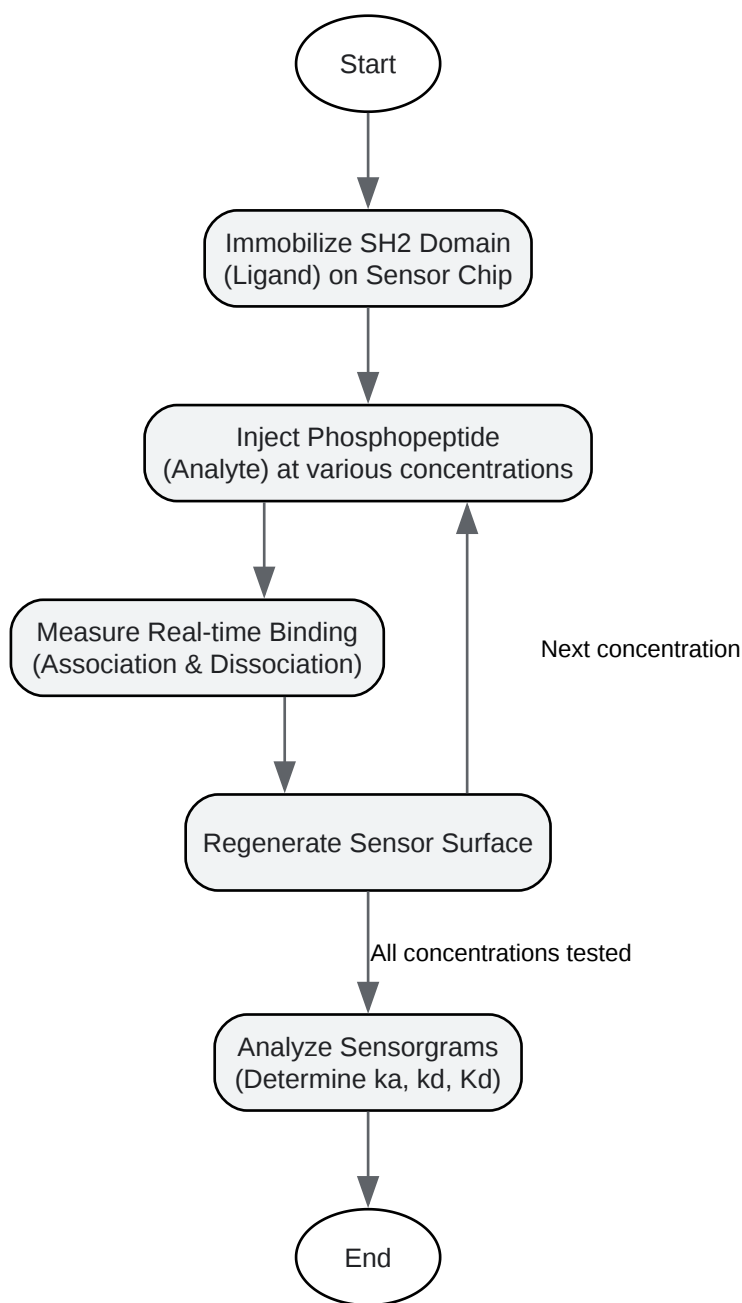 Start
Immobilize SH2 Domain
(Ligand) on Sensor Chip
Inject Phosphopeptide
(Analyte) at various concentrations
Measure Real-time Binding
(Association & Dissociation)
Next concentration
Regenerate Sensor Surface
All concentrations tested
Analyze Sensorgrams
(Determine ka, kd, Kd)
End